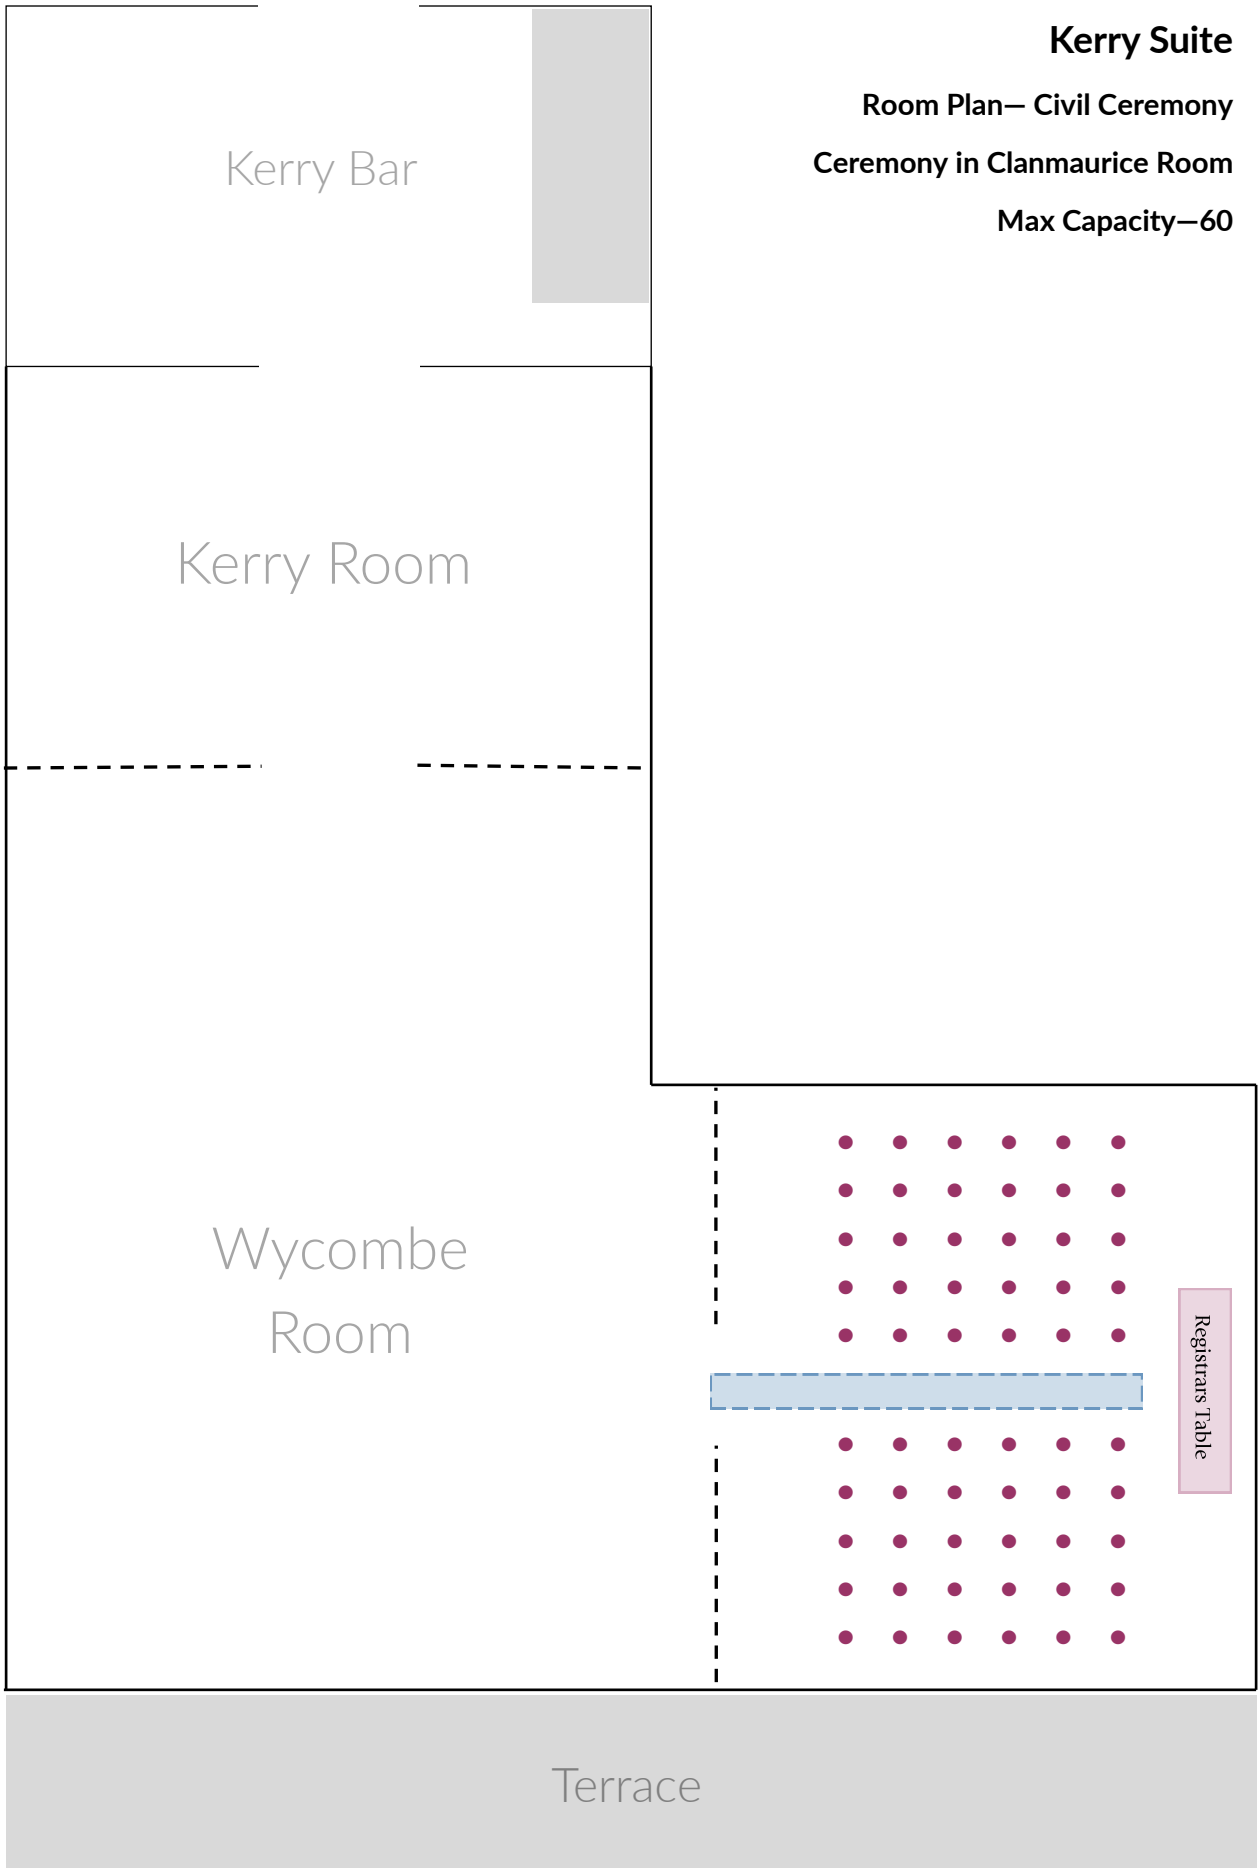 Kerry Suite
Room Plan— Civil Ceremony
Ceremony in Clanmaurice Room
Max Capacity—60
Kerry Bar
Kerry Room
Wycombe
Room
Registrars Table
Terrace